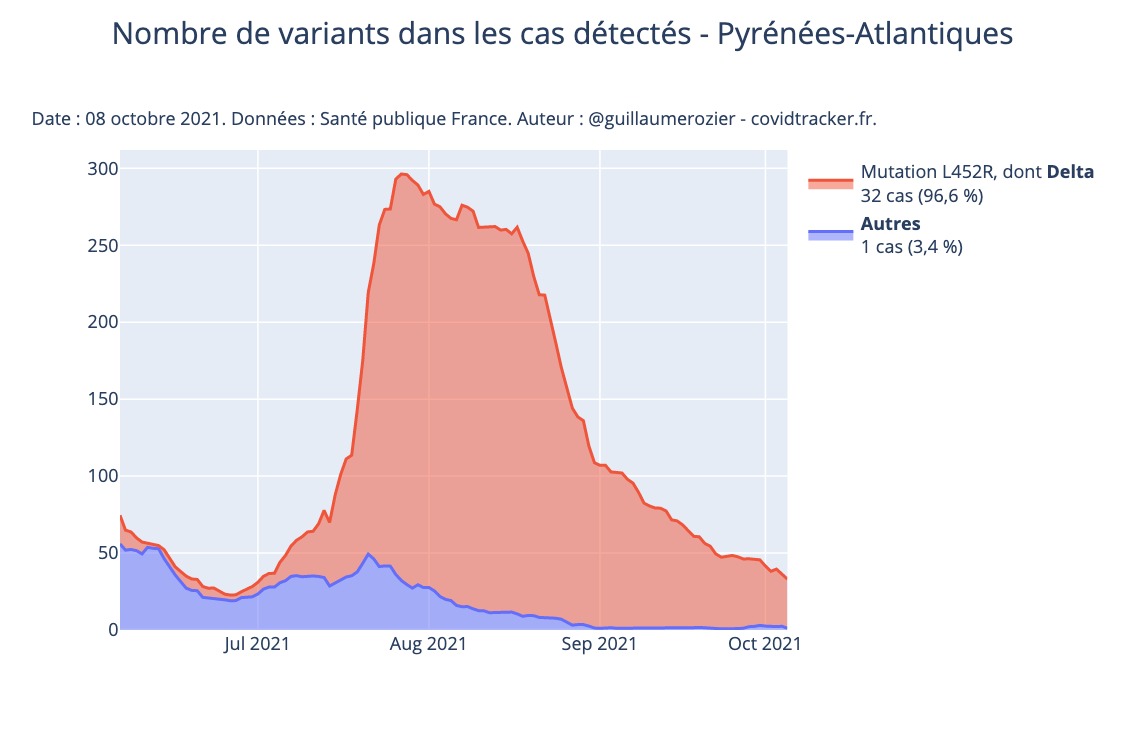 Nombre de variants dans les cas détectés - Pyrénées-Atlantiques
Date : 08 octobre 2021. Données : Santé publique France. Auteur : @guillaumerozier - covidtracker.fr.
300
250
200
150
100
50
0
Jul 2021
Aug 2021
Sep 2021
Oct 2021
Mutation L452R, dont Delta
32 cas (96,6 %)
Autres
1 cas (3,4 %)